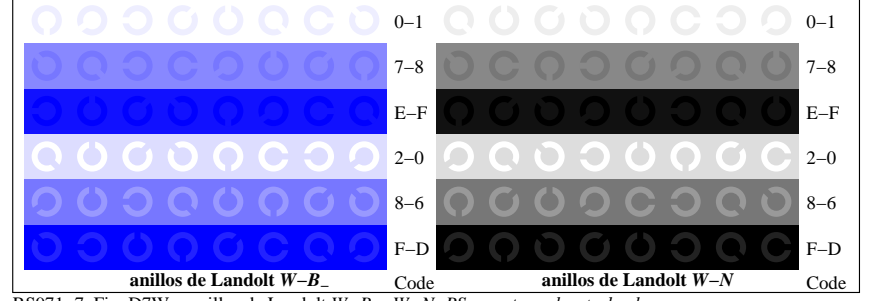 0–1 0–1
7–8 7–8
E–F E–F
2–0 2–0
8–6 8–6
F–D F–D
anillos de Landolt W–B_ Code anillos de Landolt W–N Code